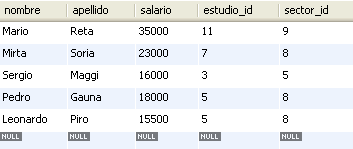 nombre apellido salario estudio_id sector_id
Mario Reta 35000 11 9
Mirta Soria 23000 7 8
Sergio Maggi 16000 3 5
Pedro Gauna 18000 5 8
Leonardo Piro 15500 5 8
NULL NULL NULL NULL NULL